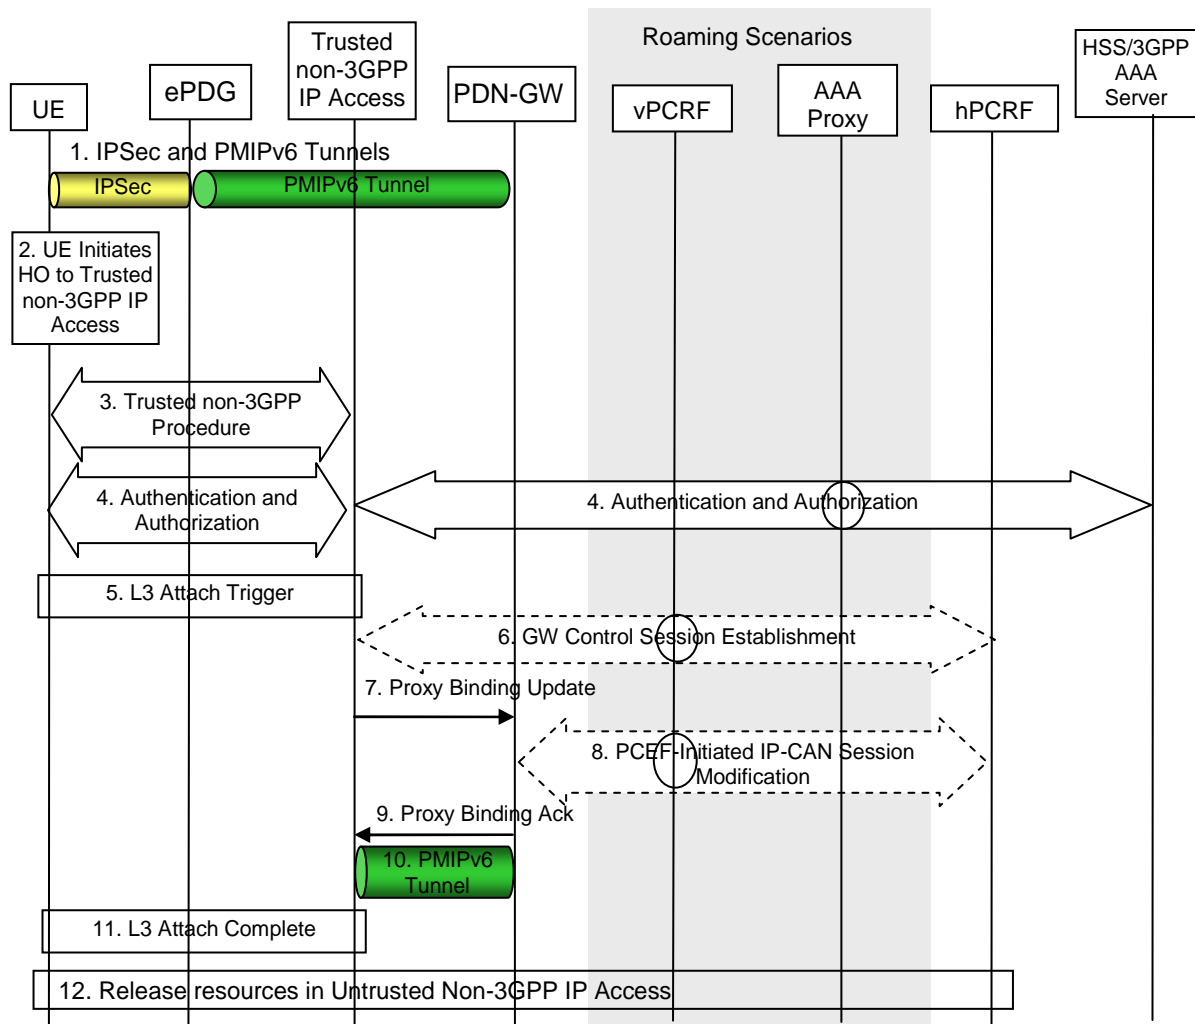 Roaming Scenarios
UE
ePDG
Trusted
non-3GPP
IP Access
PDN-GW
vPCRF
AAA
Proxy
hPCRF
HSS/3GPP
AAA
Server
1. IPSec and PMIPv6 Tunnels
IPSec
PMIPv6 Tunnel
2. UE Initiates
HO to Trusted
non-3GPP IP
Access
3. Trusted non-3GPP
Procedure
4. Authentication and
Authorization
4. Authentication and Authorization
5. L3 Attach Trigger
6. GW Control Session Establishment
7. Proxy Binding Update
8. PCEF-Initiated IP-CAN Session
Modification
9. Proxy Binding Ack
10. PMIPv6
Tunnel
11. L3 Attach Complete
12. Release resources in Untrusted Non-3GPP IP Access